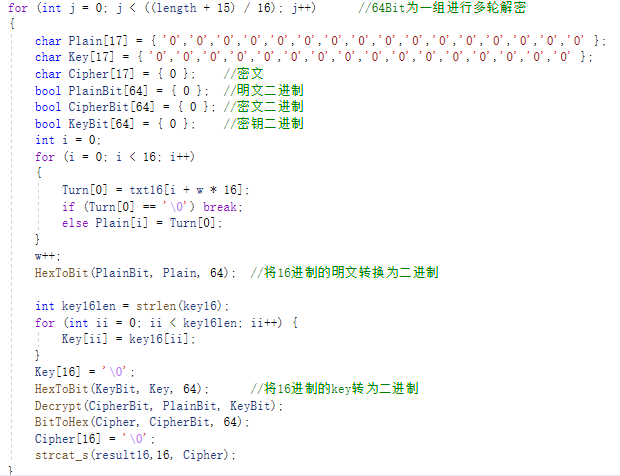 for (int j = 0; j < ((length + 15) / 16); j++)      //64Bit为一组进行多轮解密
{
    char Plain[17] = { '0','0','0','0','0','0','0','0','0','0','0','0','0','0','0','0' };
    char Key[17] = { '0','0','0','0','0','0','0','0','0','0','0','0','0','0','0','0' };
    char Cipher[17] = { 0 };    //密文
    bool PlainBit[64] = { 0 };  //明文二进制
    bool CipherBit[64] = { 0 }; //密文二进制
    bool KeyBit[64] = { 0 };    //密钥二进制
    int i = 0;
    for (i = 0; i < 16; i++)
    {
        Turn[0] = txt16[i + w * 16];
        if (Turn[0] == '\0') break;
        else Plain[i] = Turn[0];
    }
    w++;
    HexToBit(PlainBit, Plain, 64);  //将16进制的明文转换为二进制
    int key16len = strlen(key16);
    for (int ii = 0; ii < key16len; ii++) {
        Key[ii] = key16[ii];
    }
    Key[16] = '\0';
    HexToBit(KeyBit, Key, 64);      //将16进制的key转为二进制
    Decrypt(CipherBit, PlainBit, KeyBit);
    BitToHex(Cipher, CipherBit, 64);
    Cipher[16] = '\0';
    strcat_s(result16,16, Cipher);
}